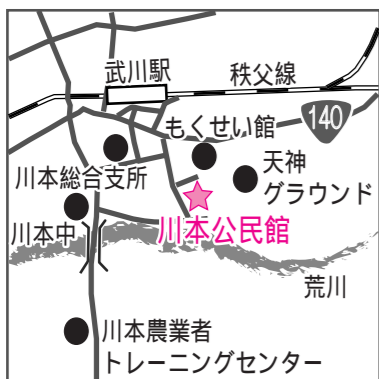 武川駅
秩父線
140
もくせい館
天神
グラウンド
川本総合支所
川本中
川本公民館
荒川
川本農業者
トレーニングセンター